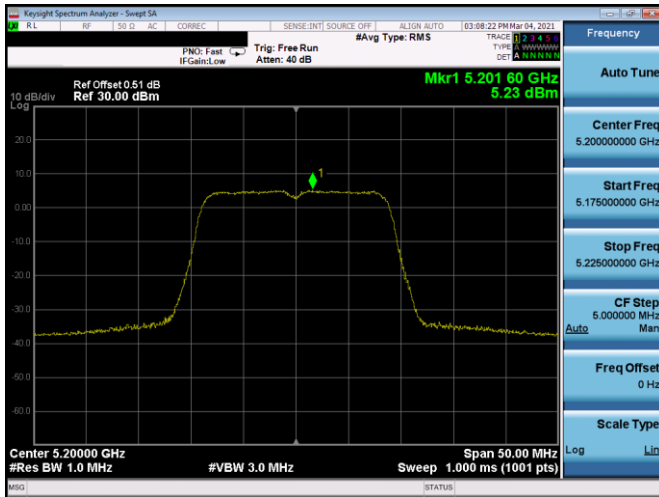 Keysight Spectrum Analyzer - Swept SA
RL RF 50 Ω AC CORREC SENSE:INT SOURCE OFF ALIGN AUTO 03:08:22 PM Mar 04, 2021
#Avg Type: RMS
TRACE 1 2 3 4 5 6
TYPE A WWWWW
DET A N N N N N
PNO: Fast
IFGain:Low
Trig: Free Run
Atten: 40 dB
Mkr1 5.201 60 GHz
5.23 dBm
Ref Offset 0.51 dB
Ref 30.00 dBm
10 dB/div
Log
1
20.0
10.0
0.00
-10.0
-20.0
-30.0
-40.0
-50.0
-60.0
Center 5.20000 GHz
Span 50.00 MHz
#Res BW 1.0 MHz
#VBW 3.0 MHz
Sweep 1.000 ms (1001 pts)
MSG
STATUS
Frequency
Auto Tune
Center Freq
5.200000000 GHz
Start Freq
5.175000000 GHz
Stop Freq
5.225000000 GHz
CF Step
5.000000 MHz
Auto Man
Freq Offset
0 Hz
Scale Type
Log Lin